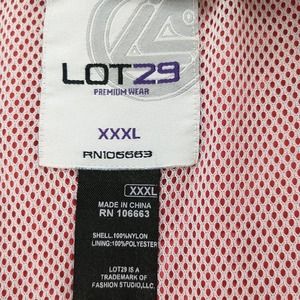 LOT29
PREMIUM WEAR
XXXL
RN106663
XXXL
MADE IN CHINA
RN 106663
SHELL:100%NYLON
LINING:100%POLYESTER
LOT29 IS A
TRADEMARK OF
FASHION STUDIO,LLC.